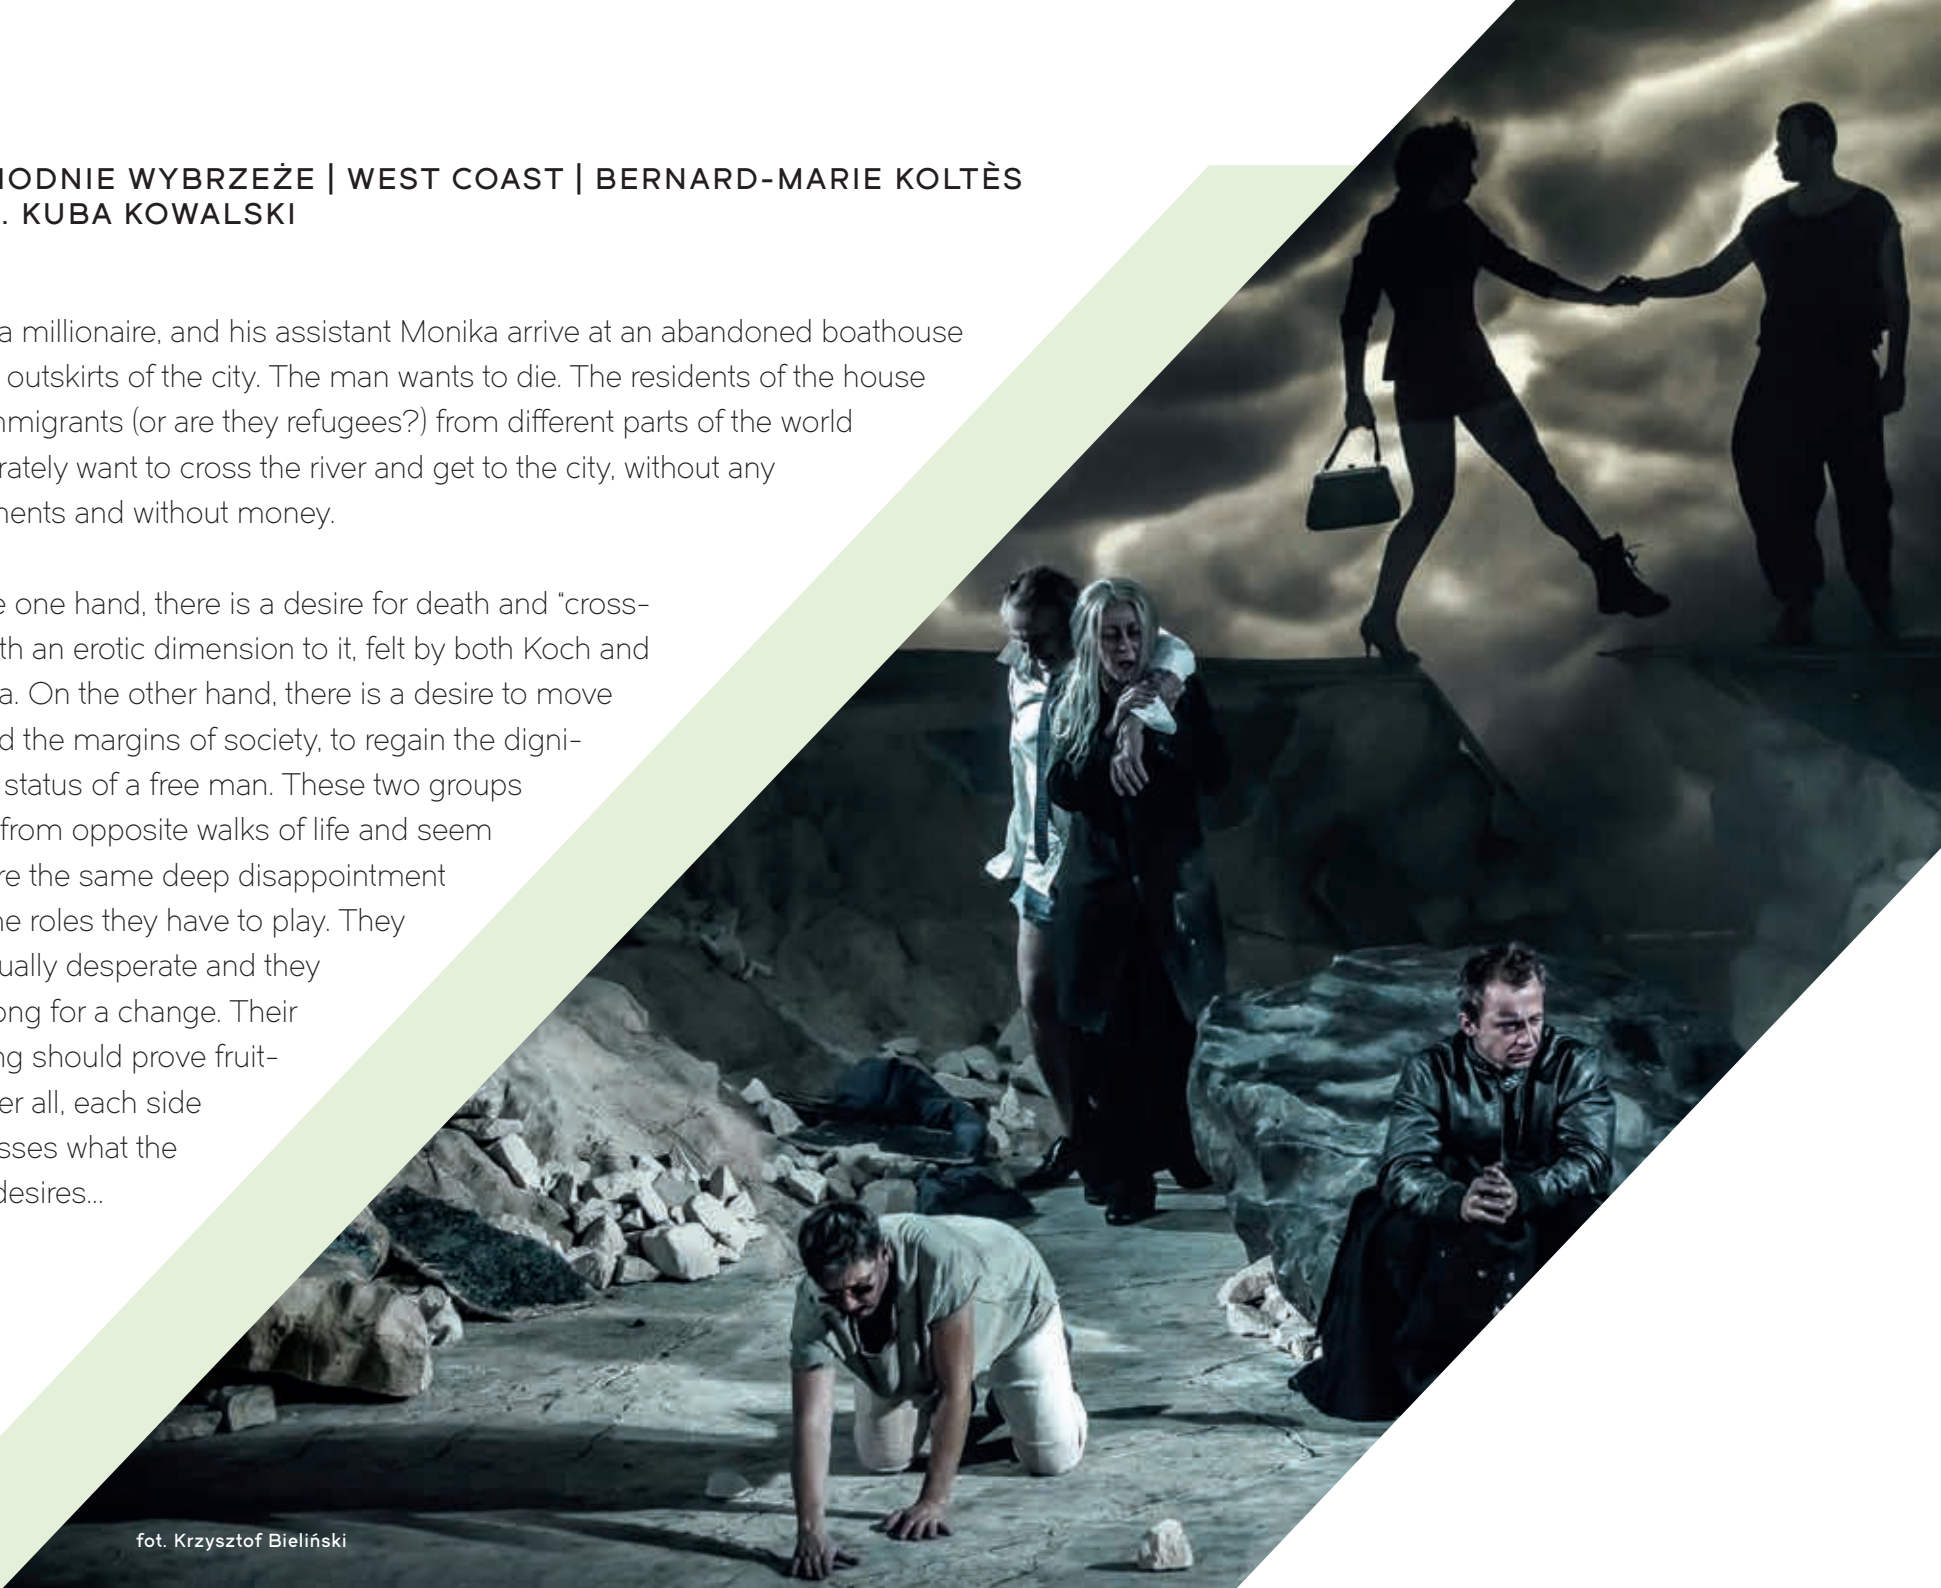 HODNIE WYBRZEŻE | WEST COAST | BERNARD-MARIE KOLTÈS
. KUBA KOWALSKI
a millionaire, and his assistant Monika arrive at an abandoned boathouse
outskirts of the city. The man wants to die. The residents of the house
mmigrants (or are they refugees?) from different parts of the world
rately want to cross the river and get to the city, without any
ments and without money.
e one hand, there is a desire for death and “cross-
th an erotic dimension to it, felt by both Koch and
a. On the other hand, there is a desire to move
d the margins of society, to regain the digni-
status of a free man. These two groups
from opposite walks of life and seem
re the same deep disappointment
he roles they have to play. They
ually desperate and they
ong for a change. Their
ng should prove fruit-
er all, each side
sses what the
desires...
fot. Krzysztof Bieliński